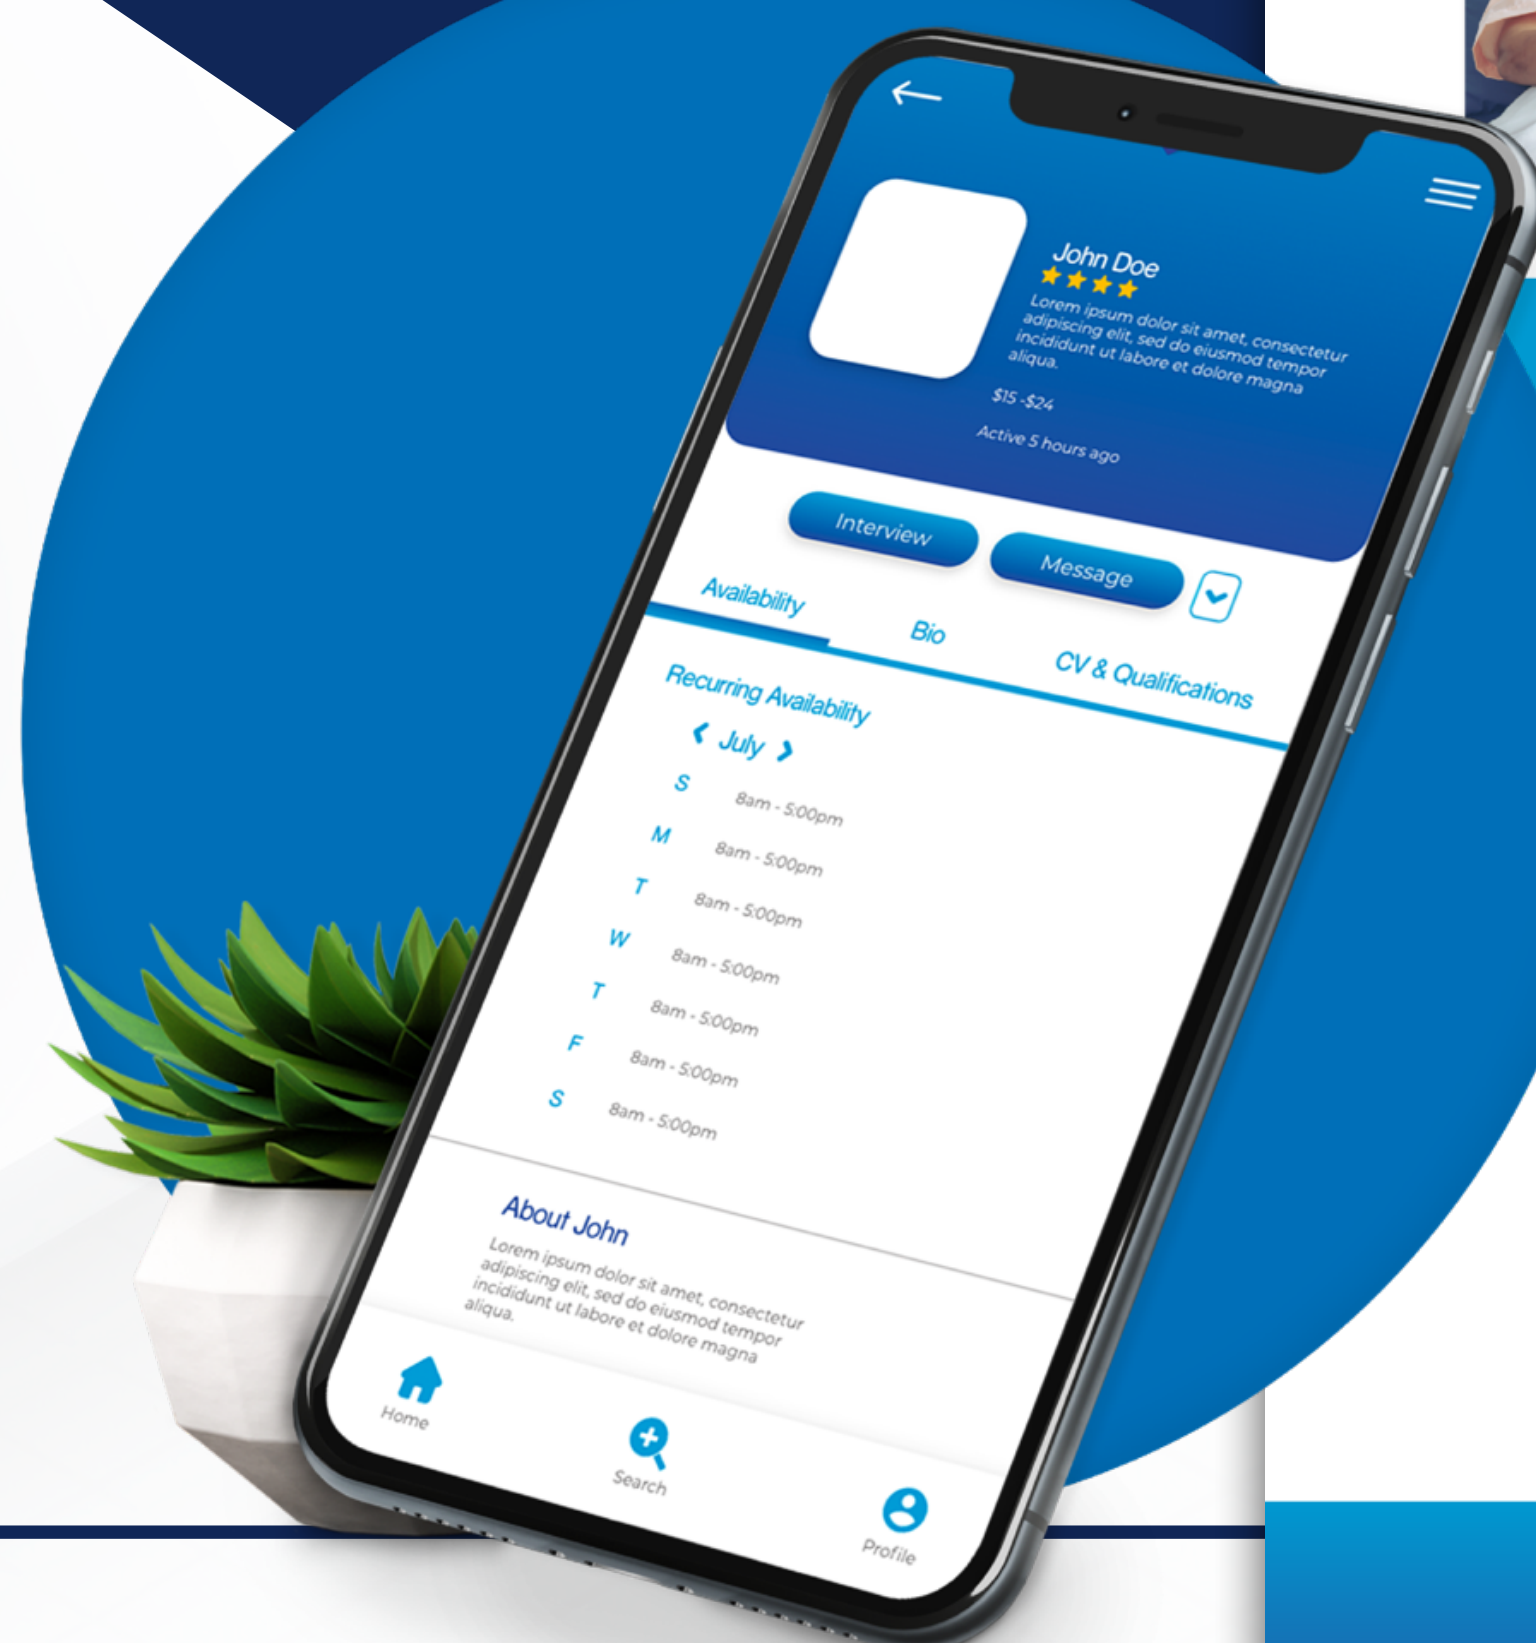 John Doe
Lorem ipsum dolor sit amet, consectetur
adipiscing elit, sed do eiusmod tempor
incididunt ut labore et dolore magna
aliqua.
$15 -$24
Active 5 hours ago
Interview
Message
Availability
Bio
CV & Qualifications
Recurring Availability
July
S 8am - 5:00pm
M 8am - 5:00pm
T 8am - 5:00pm
W 8am - 5:00pm
T 8am - 5:00pm
F 8am - 5:00pm
S 8am - 5:00pm
About John
Lorem ipsum dolor sit amet, consectetur
adipiscing elit, sed do eiusmod tempor
incididunt ut labore et dolore magna
aliqua.
Home
Search
Profile